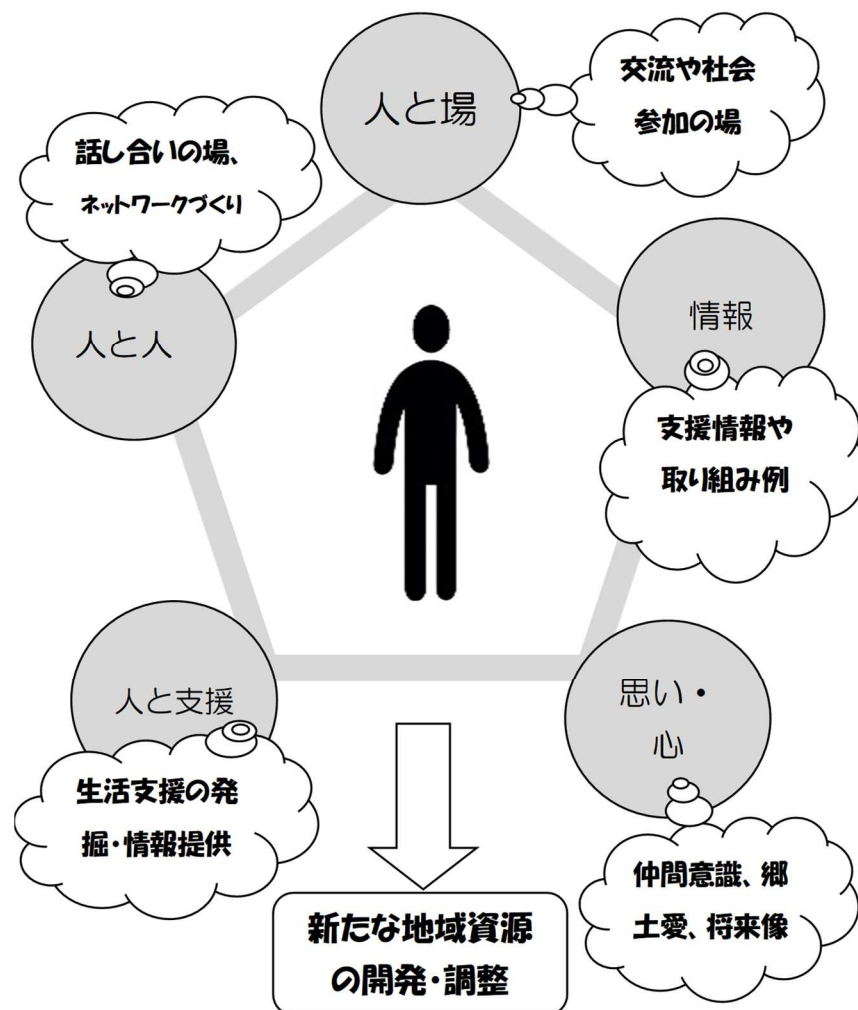 人と場
交流や社会
参加の場
話し合いの場、
ネットワークづくり
人と人
情報
支援情報や
取り組み例
人と支援
生活支援の発
掘・情報提供
思い・
心
仲間意識、郷
土愛、将来像
新たな地域資源
の開発・調整